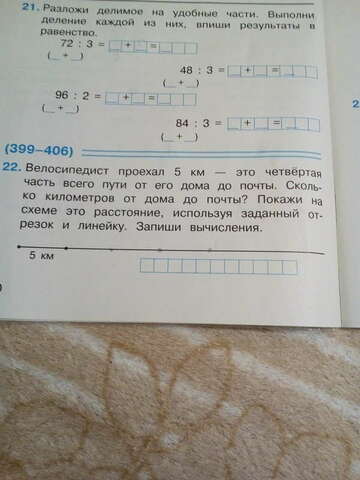 21. Разложи делимое на удобные части. Выполни
деление каждой из них, впиши результаты в
равенство.
72 : 3 = + =
(_ + _)
48 : 3 = + =
(_ + _)
96 : 2 = + =
(_ + _)
84 : 3 = + =
(_ + _)
(399–406)
22. Велосипедист проехал 5 км — это четвёртая
часть всего пути от его дома до почты. Сколь-
ко километров от дома до почты? Покажи на
схеме это расстояние, используя заданный от-
резок и линейку. Запиши вычисления.
5 км